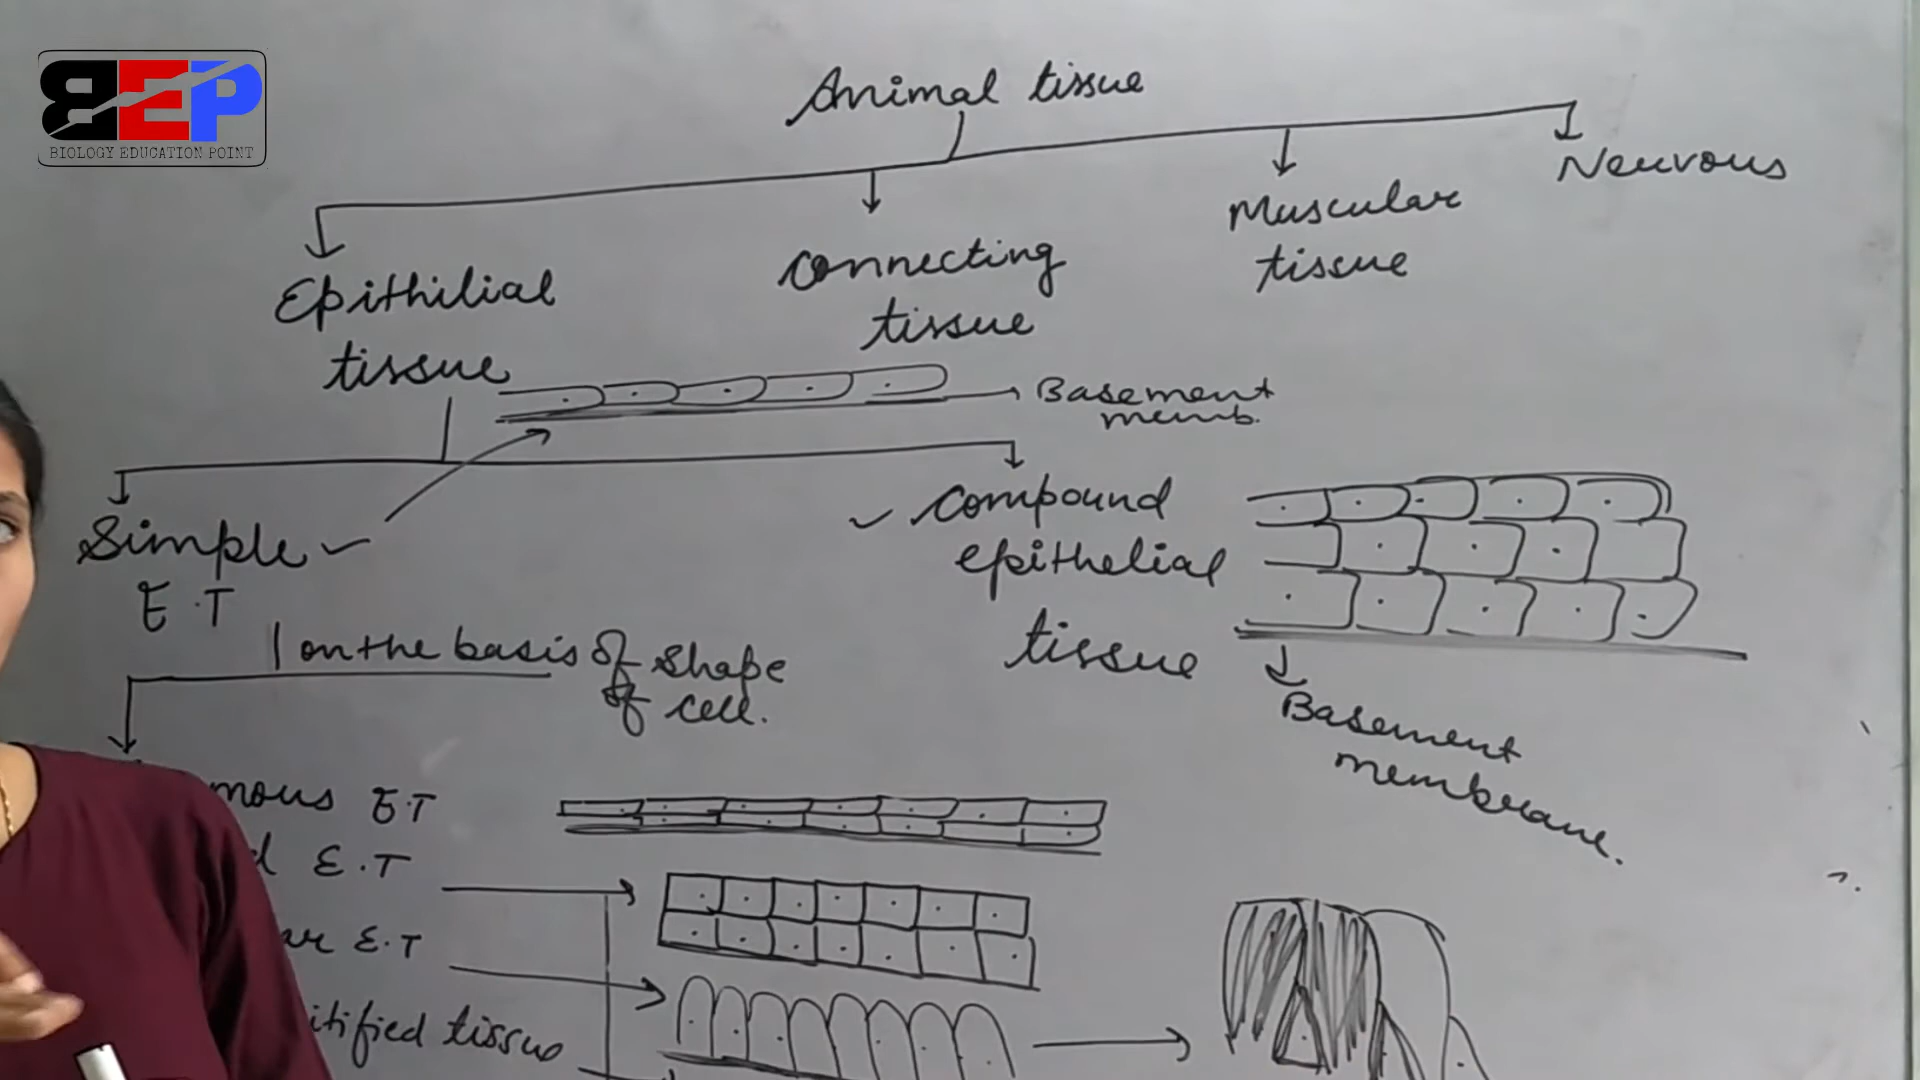 BEP
BIOLOGY EDUCATION POINT
Animal tissue
Epithilial
tissue
Connecting
tissue
Muscular
tissue
Nervous
Basement
memb.
Simple
E.T
Compound
epithelial
tissue
Basement
membrane.
on the basis of shape
of cell.
mous E.T
d E.T
ar E.T
itified tissue